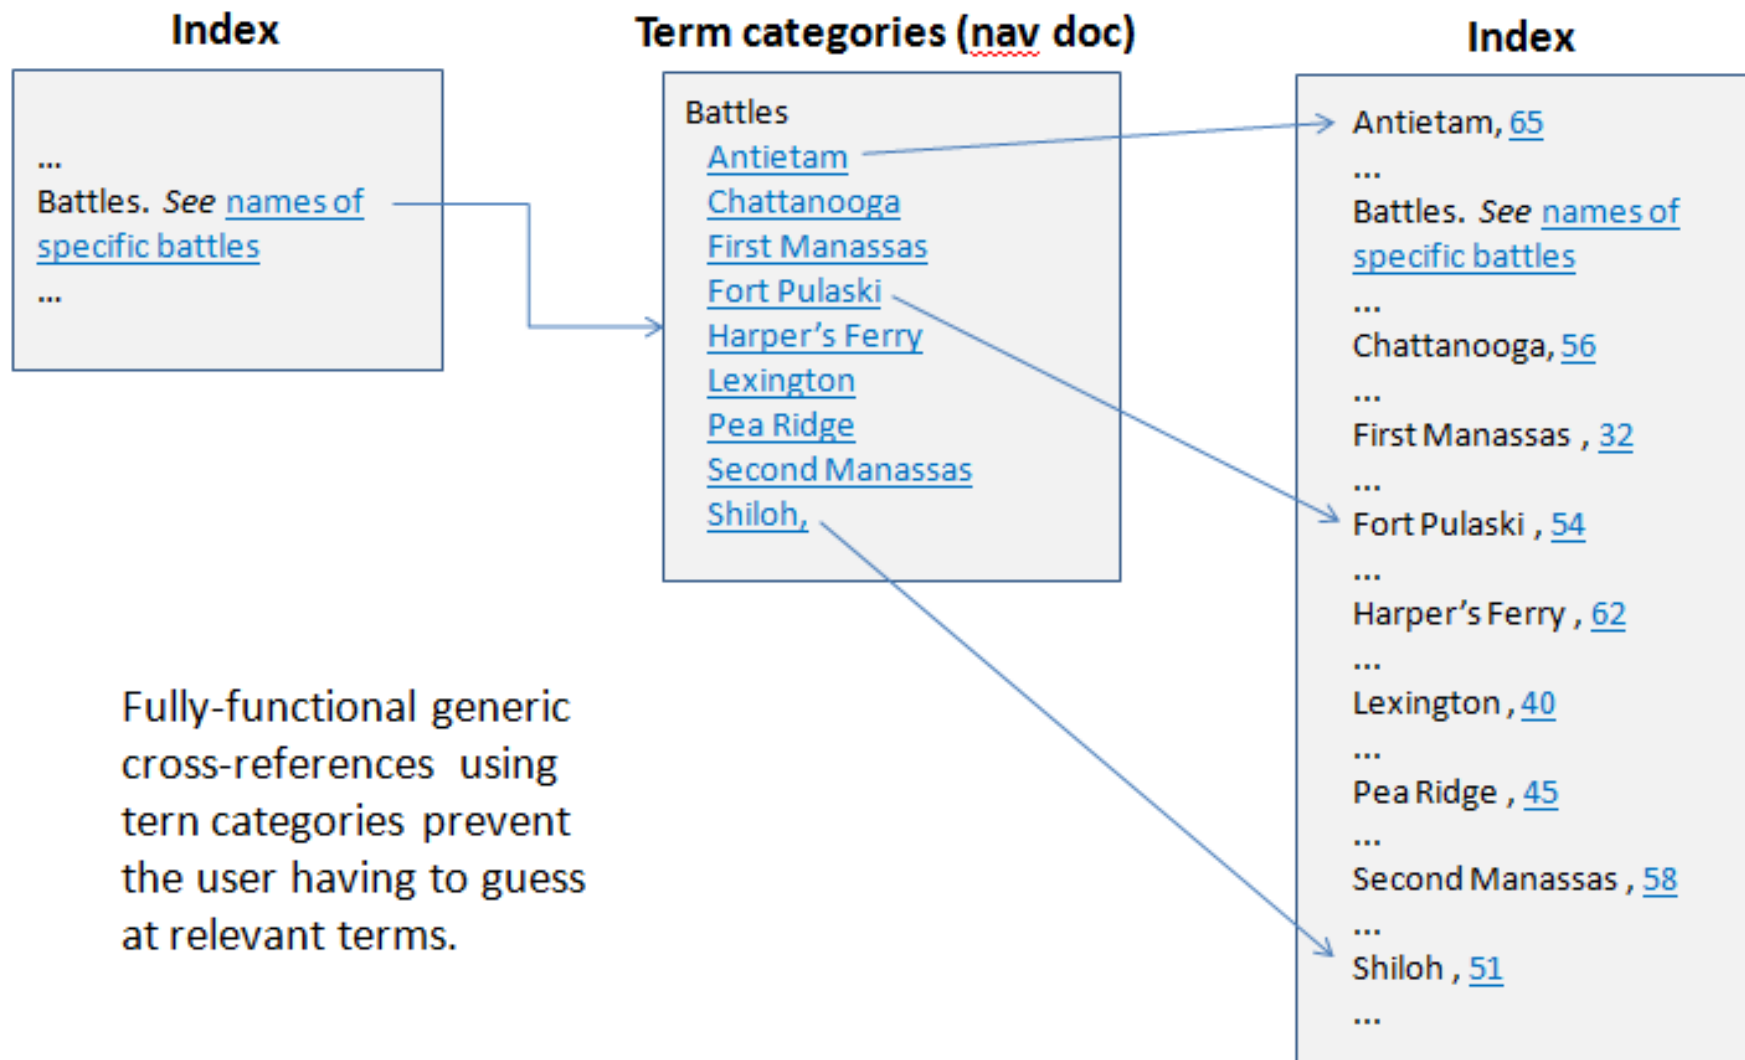 Index
...
Battles. See names of
specific battles
...
Term categories (nav doc)
Battles
Antietam
Chattanooga
First Manassas
Fort Pulaski
Harper's Ferry
Lexington
Pea Ridge
Second Manassas
Shiloh,
Index
Antietam, 65
...
Battles. See names of
specific battles
...
Chattanooga, 56
...
First Manassas , 32
...
Fort Pulaski , 54
...
Harper's Ferry , 62
...
Lexington , 40
...
Pea Ridge , 45
...
Second Manassas , 58
...
Shiloh , 51
...
Fully-functional generic
cross-references using
tern categories prevent
the user having to guess
at relevant terms.